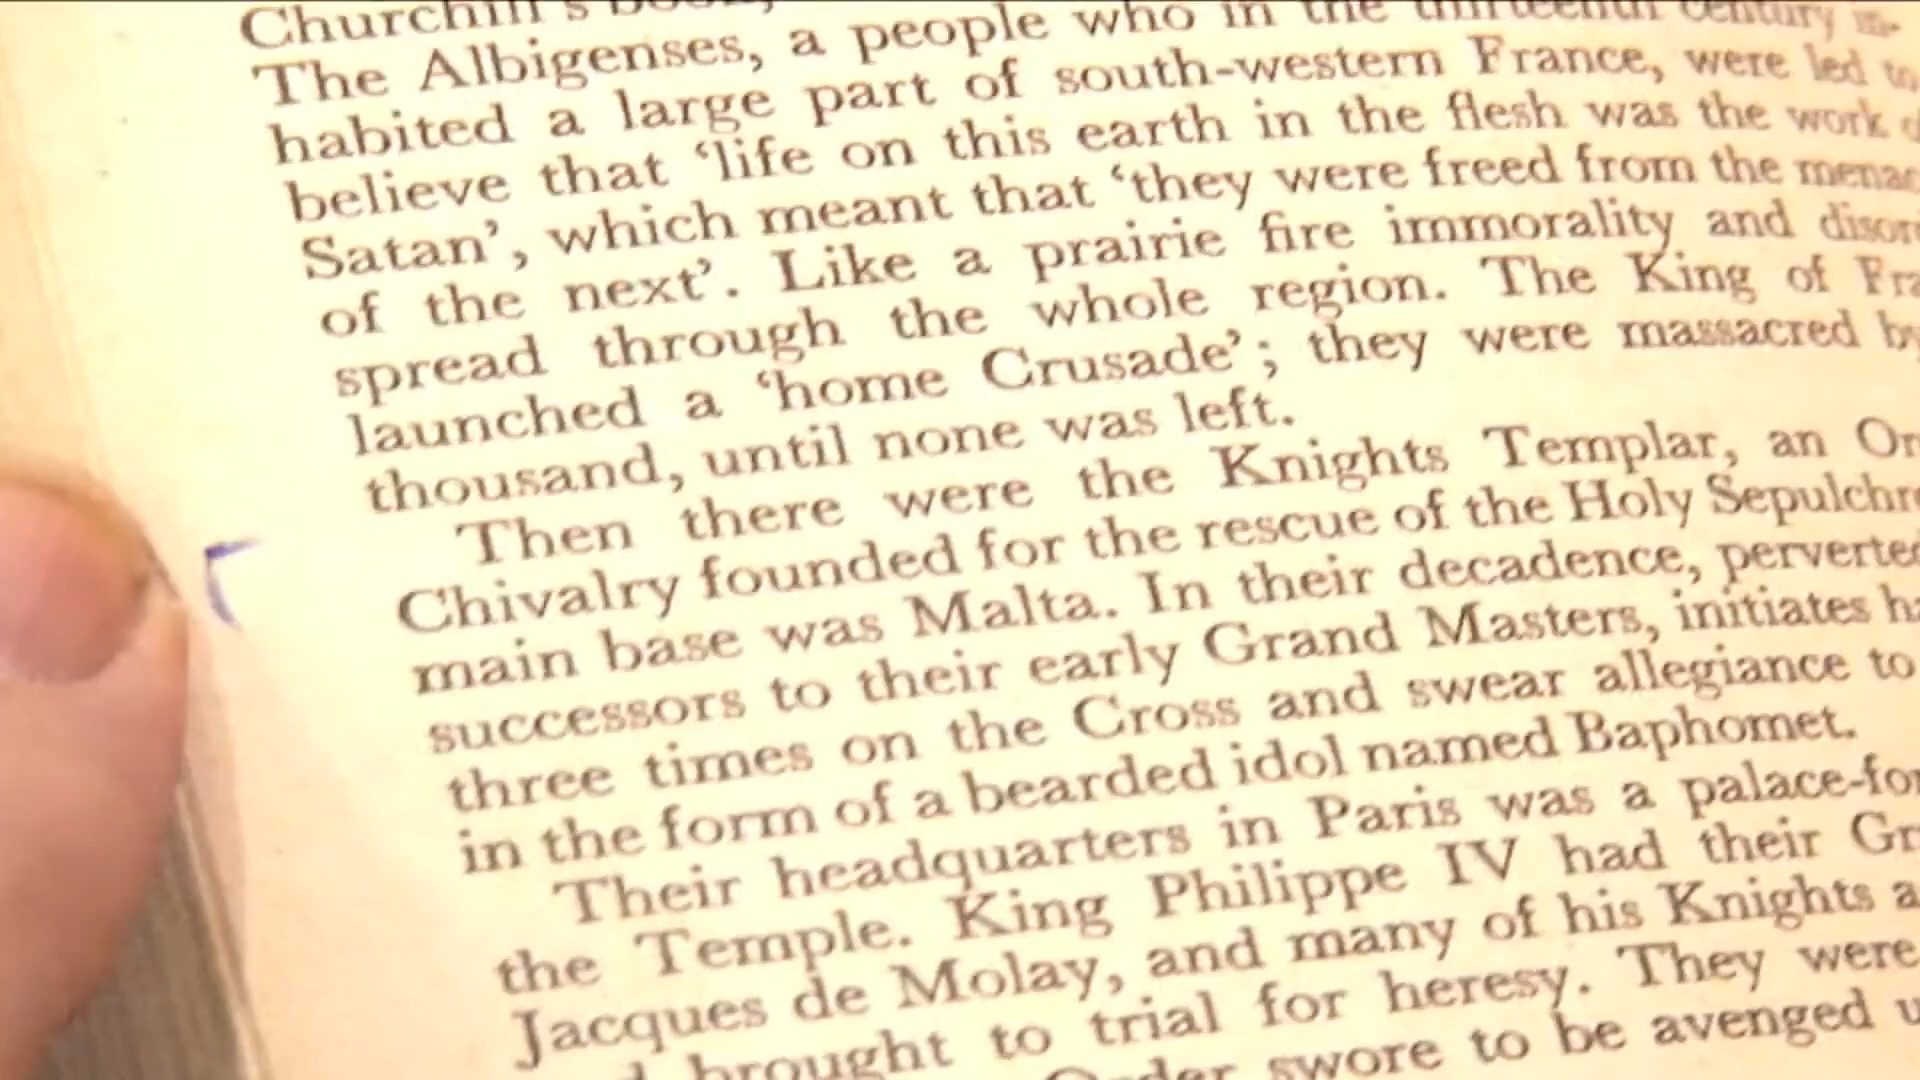 Churchill's
The Albigenses, a people who in the thirteenth century in-
habited a large part of south-western France, were led to
believe that ‘life on this earth in the flesh was the work
Satan’, which meant that ‘they were freed from the
of the next’. Like a prairie fire immorality and
spread through the whole region. The King of
launched a ‘home Crusade’; they were massacred by
thousand, until none was left.
Then there were the Knights Templar, an
Chivalry founded for the rescue of the Holy
main base was Malta. In their decadence,
successors to their early Grand Masters, initiates
three times on the Cross and swear allegiance to
in the form of a bearded idol named Baphomet.
Their headquarters in Paris was a
the Temple. King Philippe IV had their
Jacques de Molay, and many of his Knights
brought to trial for heresy. They were
Order swore to be avenged